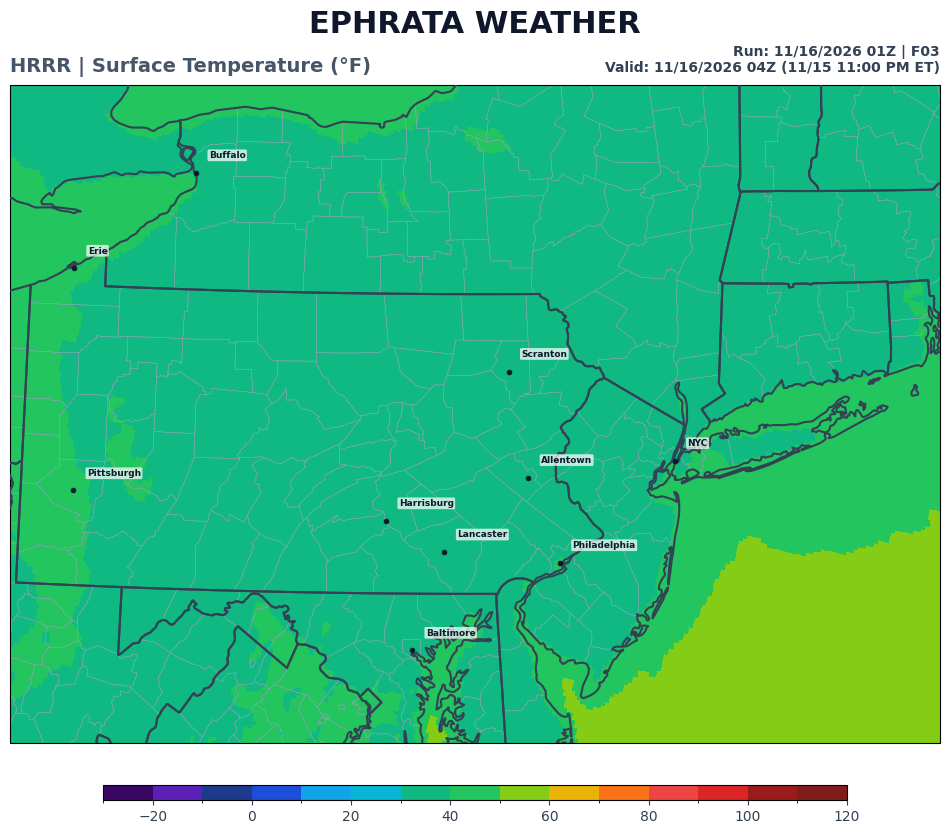 EPHRATA WEATHER
HRRR | Surface Temperature (°F)
Run: 11/16/2026 01Z | F03
Valid: 11/16/2026 04Z (11/15 11:00 PM ET)
Buffalo
Erie
Scranton
NYC
Allentown
Pittsburgh
Harrisburg
Lancaster
Philadelphia
Baltimore
−20 0 20 40 60 80 100 120